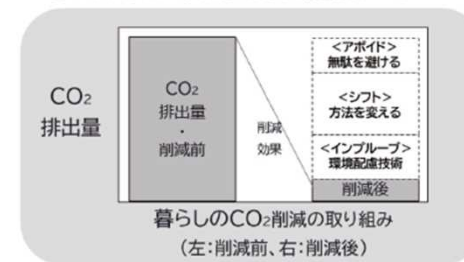 CO₂
排出量
CO₂
排出量
・
削減前
削減
効果
<アボイド>
無駄を避ける
<シフト>
方法を変える
<インプルーブ>
環境配慮技術
削減後
暮らしのCO₂削減の取り組み
(左:削減前、右:削減後)